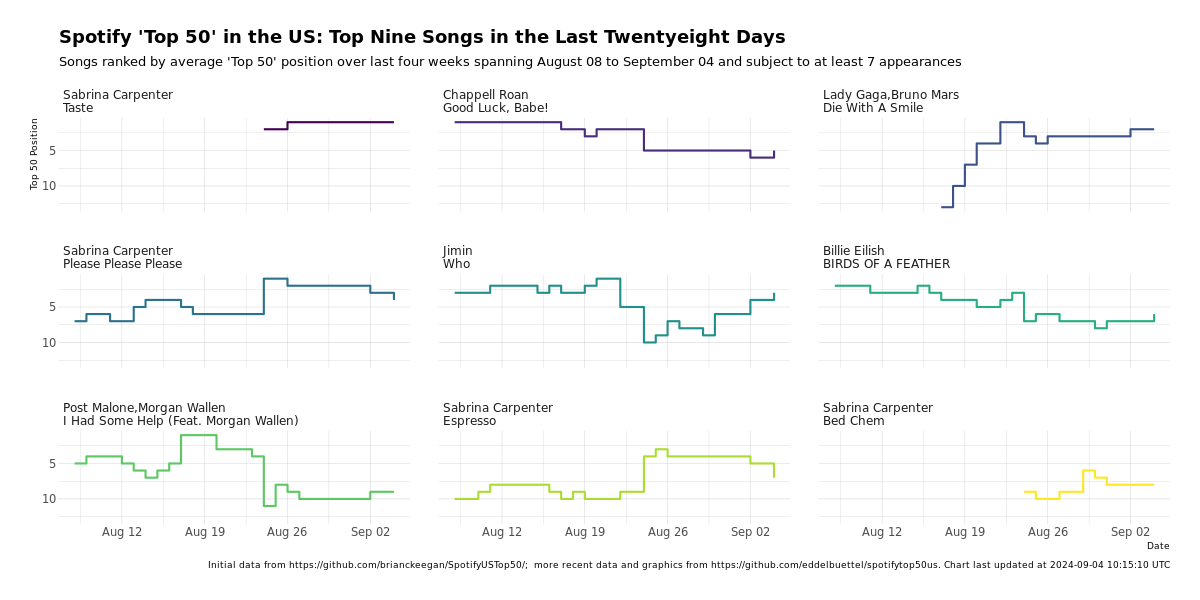 Spotify 'Top 50' in the US: Top Nine Songs in the Last Twentyeight Days
Songs ranked by average 'Top 50' position over last four weeks spanning August 08 to September 04 and subject to at least 7 appearances
Sabrina Carpenter
Taste
Chappell Roan
Good Luck, Babe!
Lady Gaga,Bruno Mars
Die With A Smile
Top 50 Position
5
10
Sabrina Carpenter
Please Please Please
Jimin
Who
Billie Eilish
BIRDS OF A FEATHER
5
10
Post Malone,Morgan Wallen
I Had Some Help (Feat. Morgan Wallen)
Sabrina Carpenter
Espresso
Sabrina Carpenter
Bed Chem
5
10
Aug 12 Aug 19 Aug 26 Sep 02 Aug 12 Aug 19 Aug 26 Sep 02 Aug 12 Aug 19 Aug 26 Sep 02
Date
Initial data from https://github.com/brianckeegan/SpotifyUSTop50/;  more recent data and graphics from https://github.com/eddelbuettel/spotifytop50us. Chart last updated at 2024-09-04 10:15:10 UTC